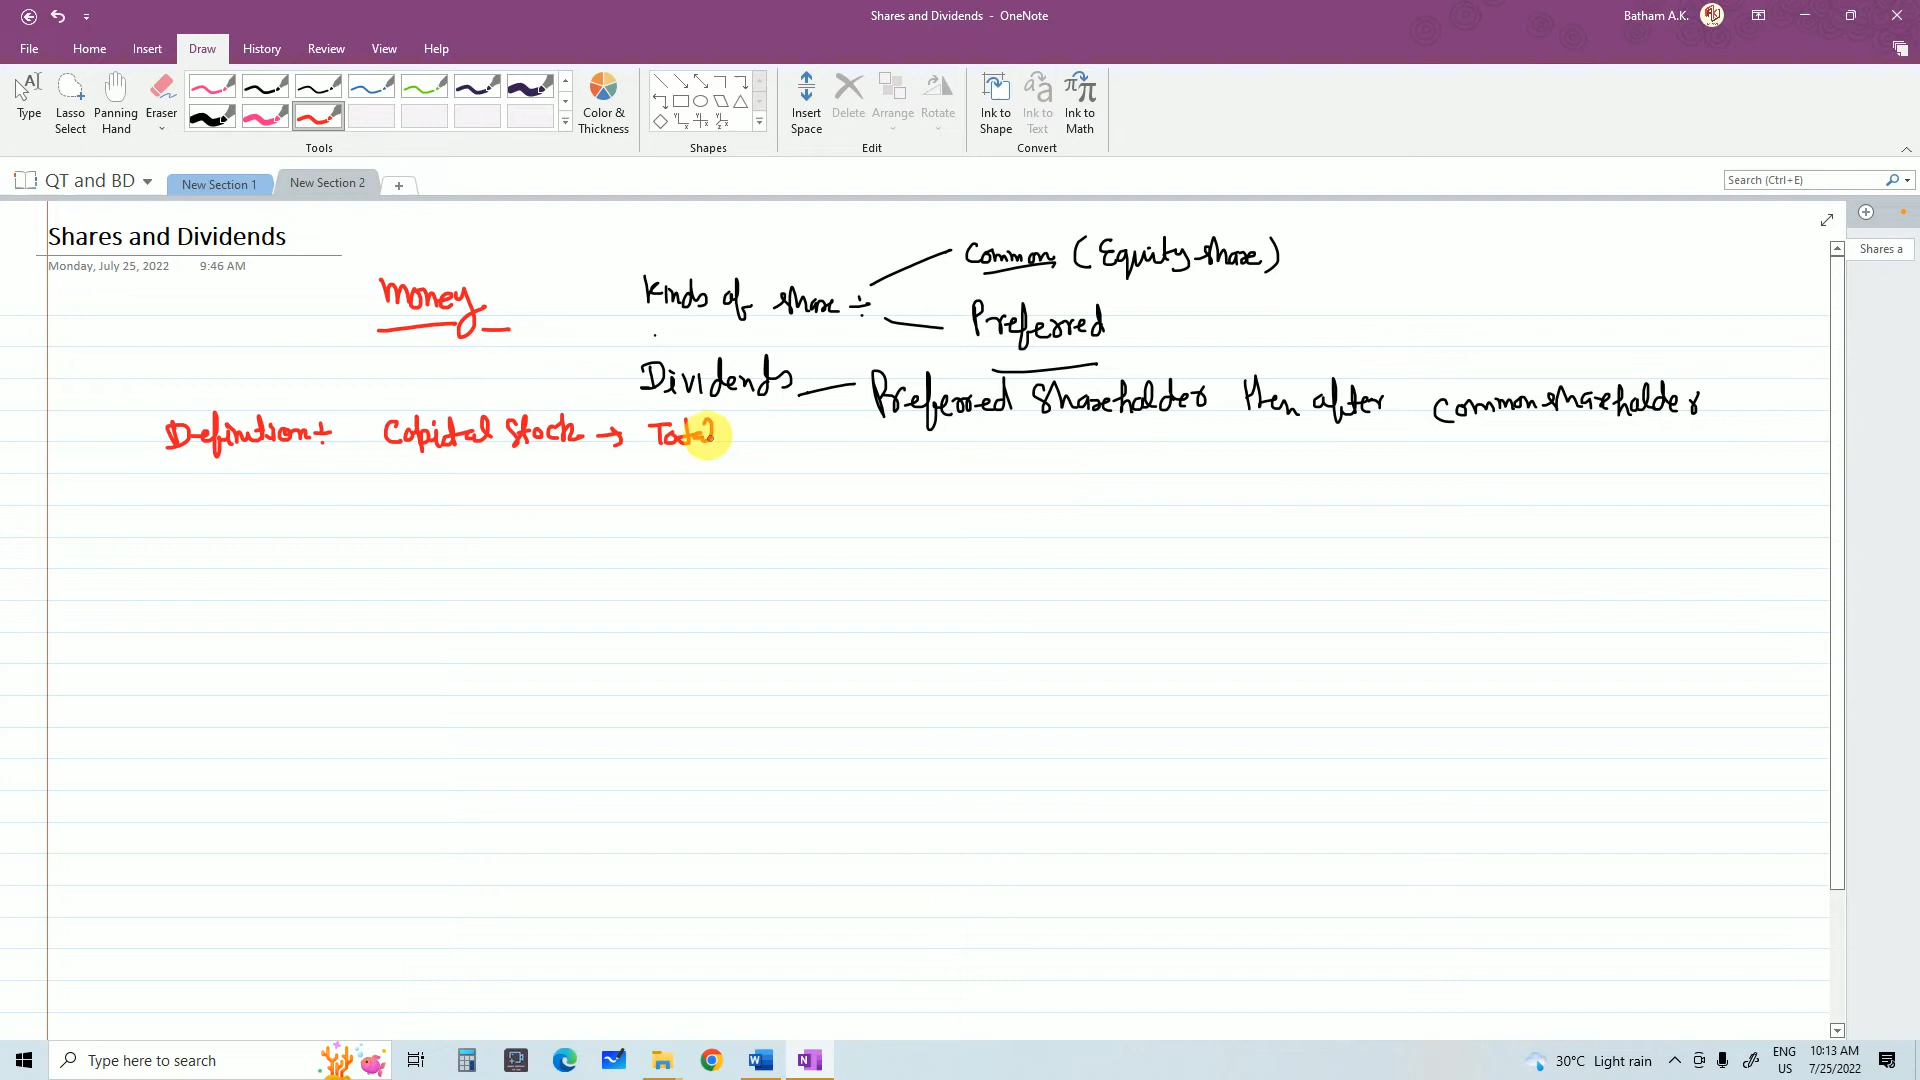 Shares and Dividends - OneNote
Batham A.K.
File Home Insert Draw History Review View Help
Type
Lasso Select
Panning Hand
Eraser
Color & Thickness
Insert Space
Delete
Arrange
Rotate
Ink to Shape
Ink to Text
Ink to Math
Tools Shapes Edit Convert
QT and BD New Section 1 New Section 2
Search (Ctrl+E)
Shares a
Shares and Dividends
Monday, July 25, 2022 9:46 AM
Money
Kinds of share ÷
Common (Equity share)
Preferred
Dividends — Preferred Shareholder then after common shareholder
Definition ÷ Capital Stock → Total
Type here to search
30°C Light rain
ENG US
10:13 AM
7/25/2022